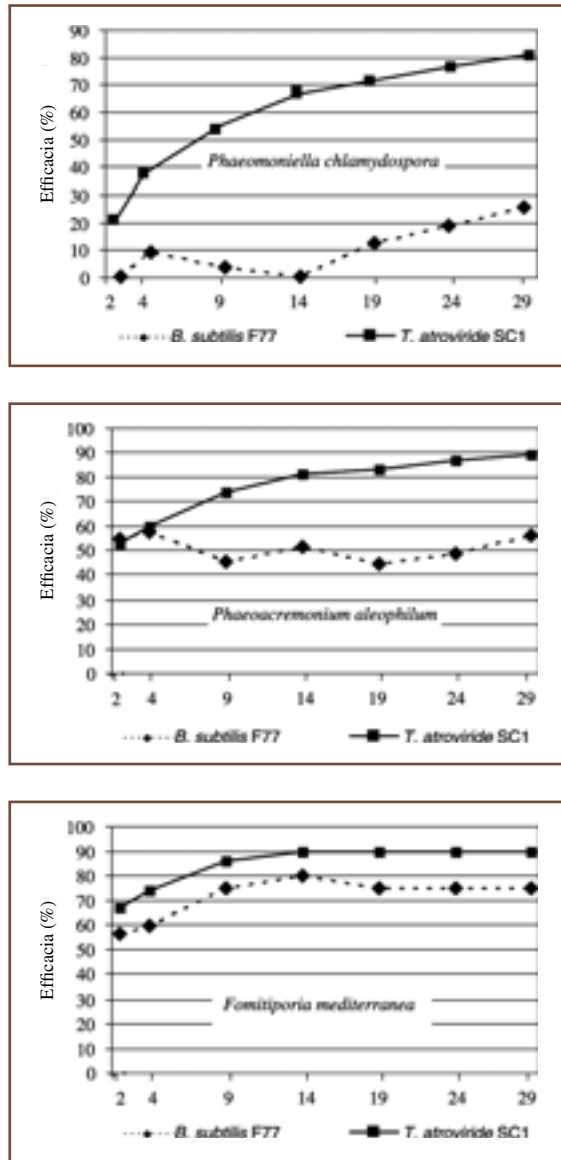 90
80
70
60
50
40
30
20
10
0
Efficacia (%)
Phaeomoniella chlamydospora
2 4 9 14 19 24 29
B. subtilis F77 T. atroviride SC1
100
90
80
70
60
50
40
30
20
10
0
Efficacia (%)
Phaeoacremonium aleophilum
2 4 9 14 19 24 29
B. subtilis F77 T. atroviride SC1
100
90
80
70
60
50
40
30
20
10
0
Efficacia (%)
Fomitiporia mediterranea
2 4 9 14 19 24 29
B. subtilis F77 T. atroviride SC1